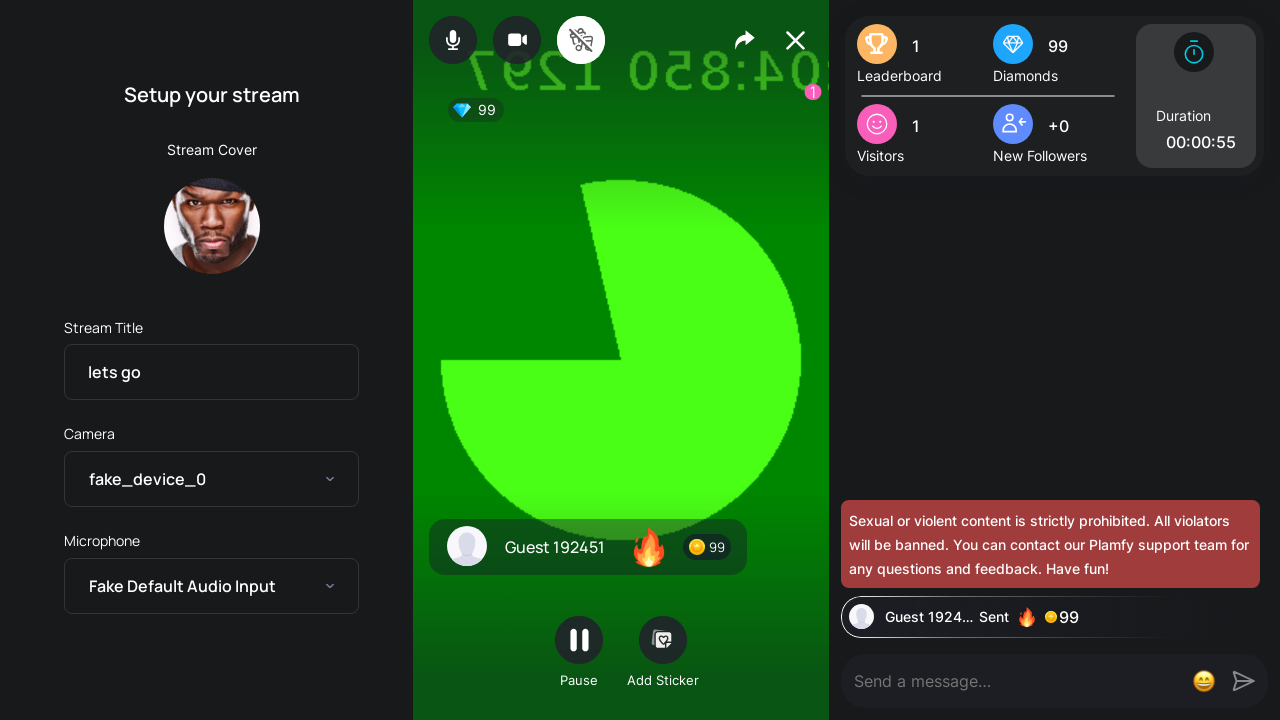 Setup your stream
Stream Cover
Stream Title
lets go
Camera
fake_device_0
Microphone
Fake Default Audio Input
:04:850 1297
1
99
Guest 192451
99
Pause
Add Sticker
1
Leaderboard
99
Diamonds
1
Visitors
+0
New Followers
Duration
00:00:55
Sexual or violent content is strictly prohibited. All violators
will be banned. You can contact our Plamfy support team for
any questions and feedback. Have fun!
Guest 1924... Sent 99
Send a message...